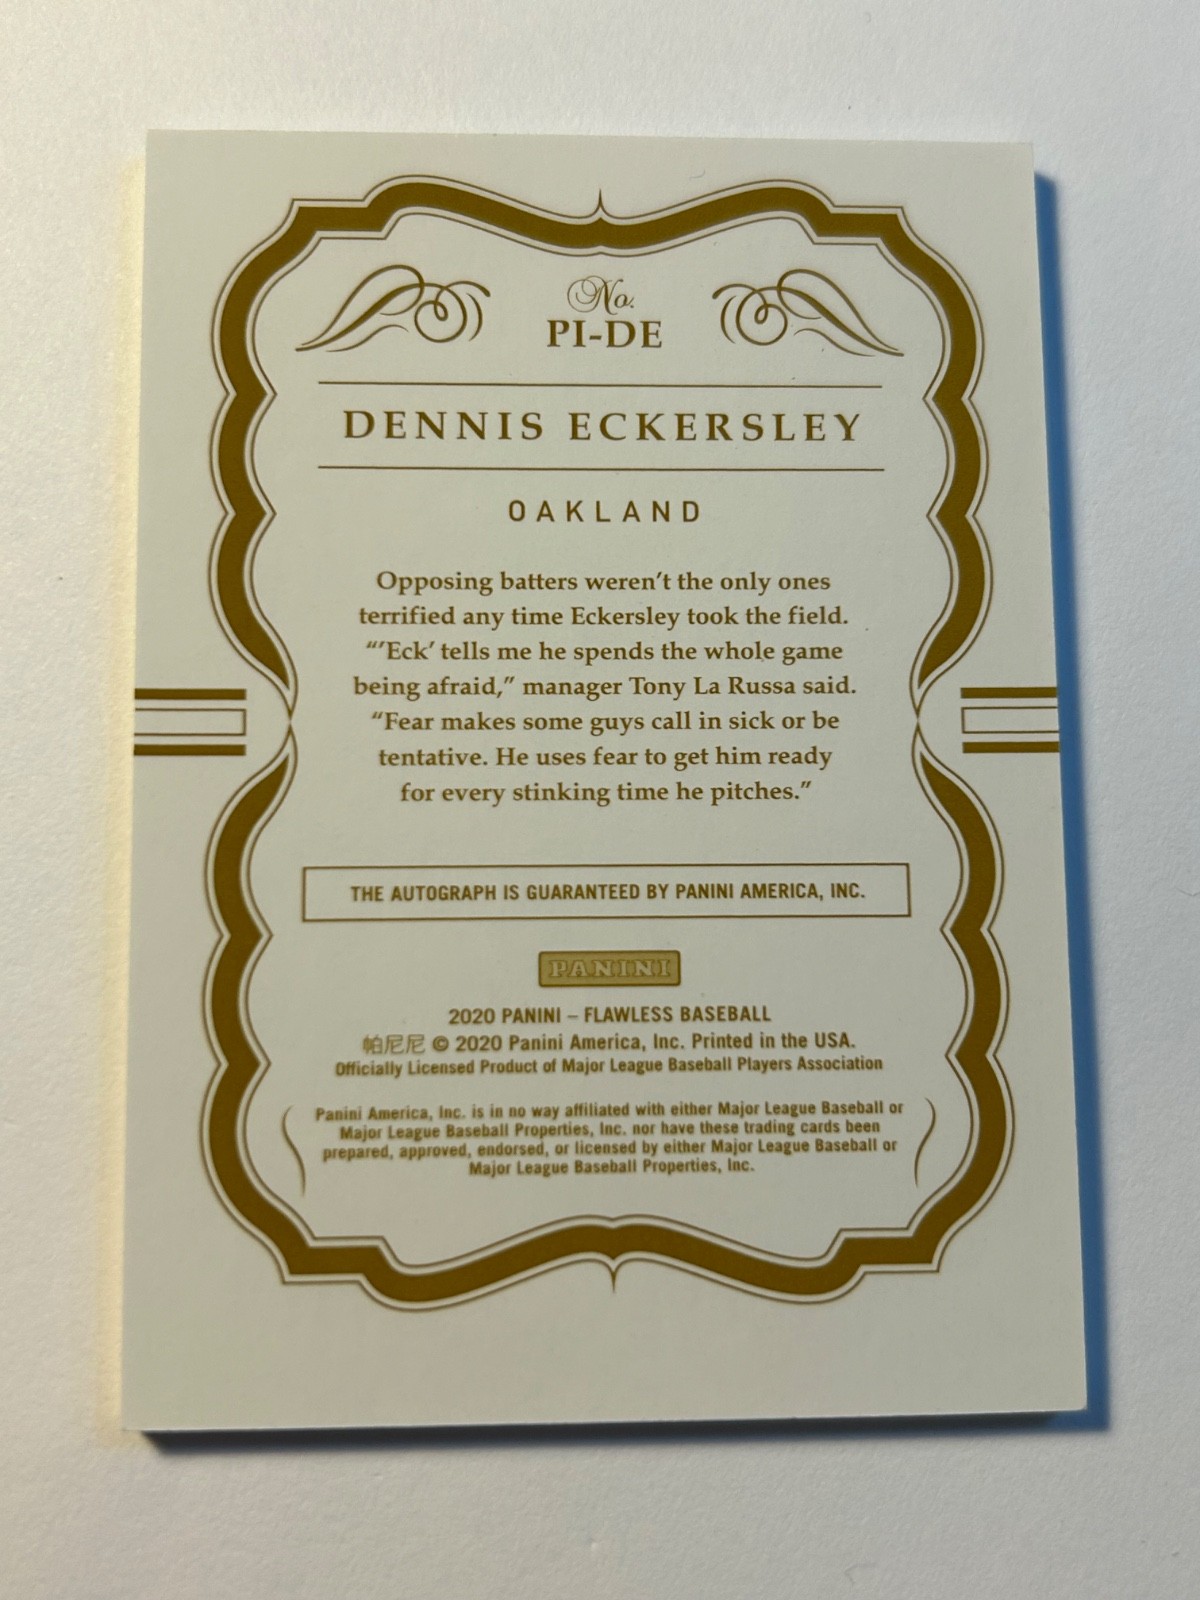 No.
PI-DE
DENNIS ECKERSLEY
OAKLAND
Opposing batters weren’t the only ones
terrified any time Eckersley took the field.
“‘Eck’ tells me he spends the whole game
being afraid,” manager Tony La Russa said.
“Fear makes some guys call in sick or be
tentative. He uses fear to get him ready
for every stinking time he pitches.”
THE AUTOGRAPH IS GUARANTEED BY PANINI AMERICA, INC.
PANINI
2020 PANINI – FLAWLESS BASEBALL
帕尼尼 © 2020 Panini America, Inc. Printed in the USA.
Officially Licensed Product of Major League Baseball Players Association
Panini America, Inc. is in no way affiliated with either Major League Baseball or
Major League Baseball Properties, Inc. nor have these trading cards been
prepared, approved, endorsed, or licensed by either Major League Baseball or
Major League Baseball Properties, Inc.